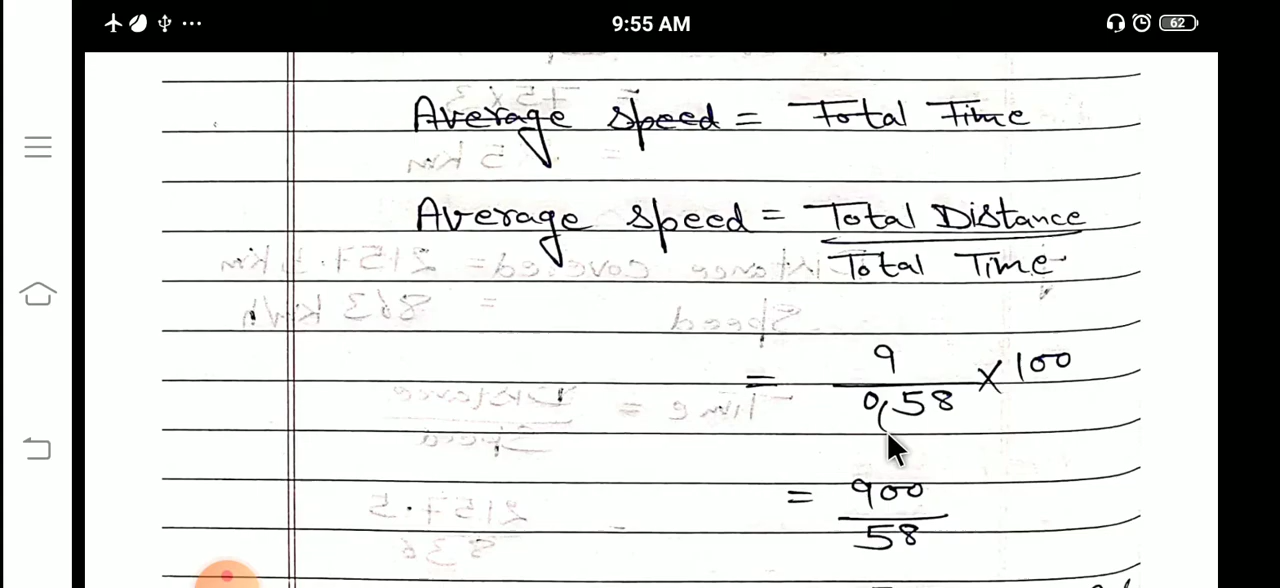 9:55 AM
62
Average speed = Total Time
Average speed = Total Distance
Total Time
= 9 × 100
0.58
= 900
58